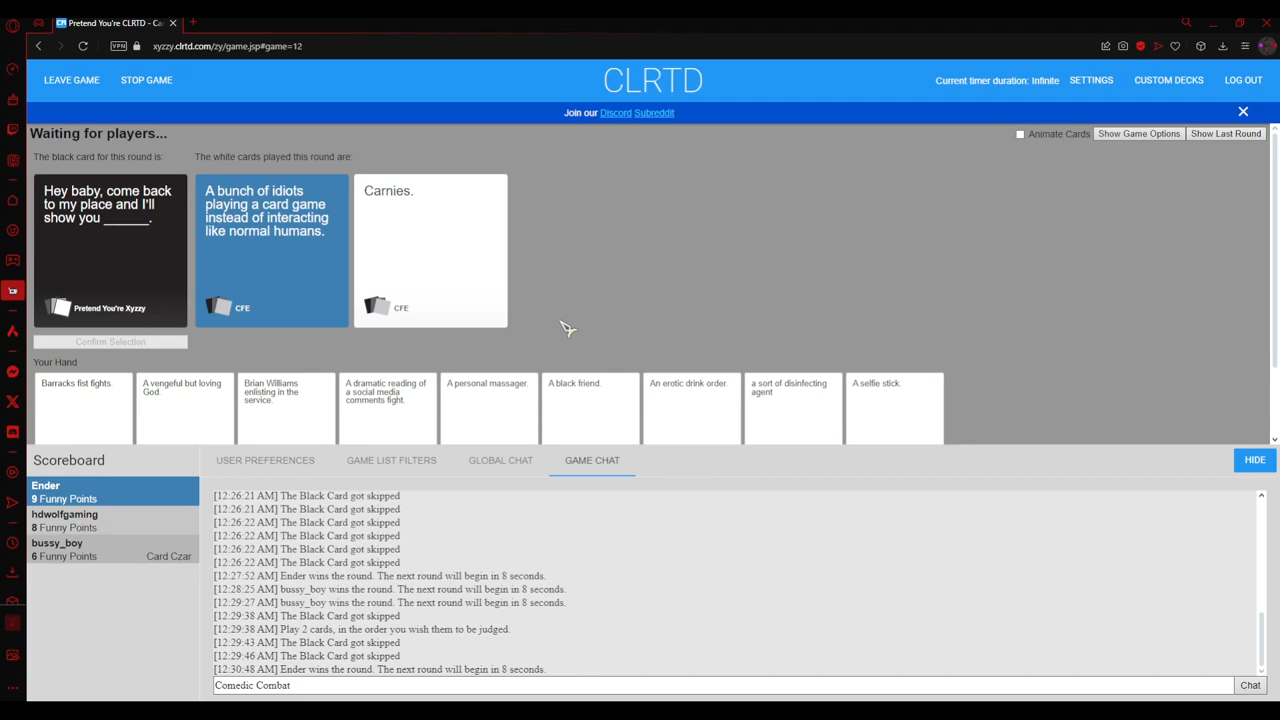 Pretend You're CLRTD - Ca
VPN
xyzzy.clrtd.com/zy/game.jsp#game=12
LEAVE GAME
STOP GAME
CLRTD
Current timer duration: Infinite
SETTINGS
CUSTOM DECKS
LOG OUT
Join our Discord Subreddit
Waiting for players...
Animate Cards
Show Game Options
Show Last Round
The black card for this round is:
The white cards played this round are:
Hey baby, come back
to my place and I'll
show you ______.
Pretend You're Xyzzy
A bunch of idiots
playing a card game
instead of interacting
like normal humans.
CFE
Carnies.
CFE
Confirm Selection
Your Hand
Barracks fist fights.
A vengeful but loving
God.
Brian Williams
enlisting in the
service.
A dramatic reading of
a social media
comments fight.
A personal massager.
A black friend.
An erotic drink order.
a sort of disinfecting
agent
A selfie stick.
Scoreboard
USER PREFERENCES
GAME LIST FILTERS
GLOBAL CHAT
GAME CHAT
HIDE
Ender
9 Funny Points
hdwolfgaming
8 Funny Points
bussy_boy
6 Funny Points
Card Czar
[12:26:21 AM] The Black Card got skipped
[12:26:21 AM] The Black Card got skipped
[12:26:22 AM] The Black Card got skipped
[12:26:22 AM] The Black Card got skipped
[12:26:22 AM] The Black Card got skipped
[12:26:22 AM] The Black Card got skipped
[12:27:52 AM] Ender wins the round. The next round will begin in 8 seconds.
[12:28:25 AM] bussy_boy wins the round. The next round will begin in 8 seconds.
[12:29:27 AM] bussy_boy wins the round. The next round will begin in 8 seconds.
[12:29:38 AM] The Black Card got skipped
[12:29:38 AM] Play 2 cards, in the order you wish them to be judged.
[12:29:43 AM] The Black Card got skipped
[12:29:46 AM] The Black Card got skipped
[12:30:48 AM] Ender wins the round. The next round will begin in 8 seconds.
Comedic Combat
Chat